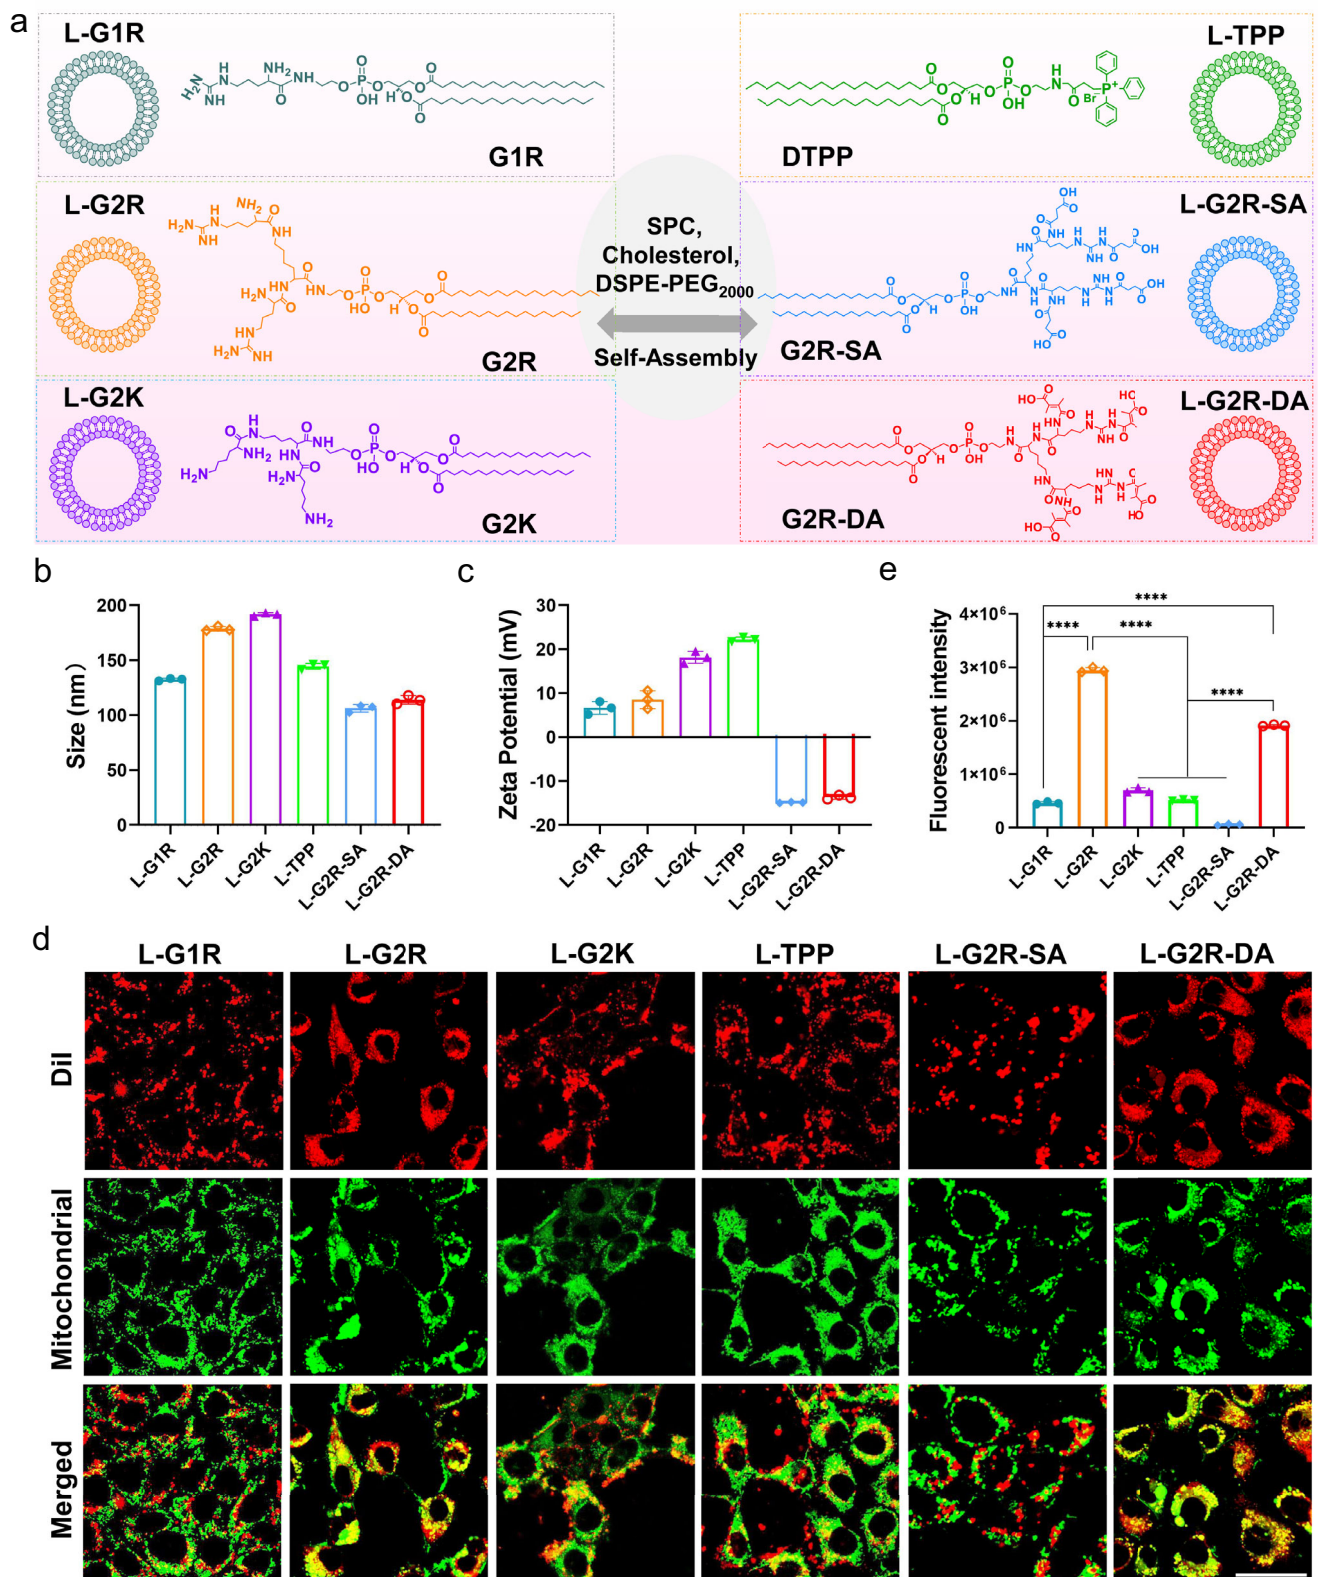 a
L-G1R
G1R
L-TPP
DTPP
L-G2R
G2R
SPC,
Cholesterol,
DSPE-PEG2000
Self-Assembly
L-G2R-SA
G2R-SA
L-G2K
G2K
L-G2R-DA
G2R-DA
b
Size (nm)
200
150
100
50
0
L-G1R
L-G2R
L-G2K
L-TPP
L-G2R-SA
L-G2R-DA
c
Zeta Potential (mV)
30
20
10
0
-10
-20
L-G1R
L-G2R
L-G2K
L-TPP
L-G2R-SA
L-G2R-DA
e
Fluorescent intensity
4×10⁶
3×10⁶
2×10⁶
1×10⁶
0
****
****
****
****
L-G1R
L-G2R
L-G2K
L-TPP
L-G2R-SA
L-G2R-DA
d
L-G1R
L-G2R
L-G2K
L-TPP
L-G2R-SA
L-G2R-DA
DiI
Mitochondrial
Merged